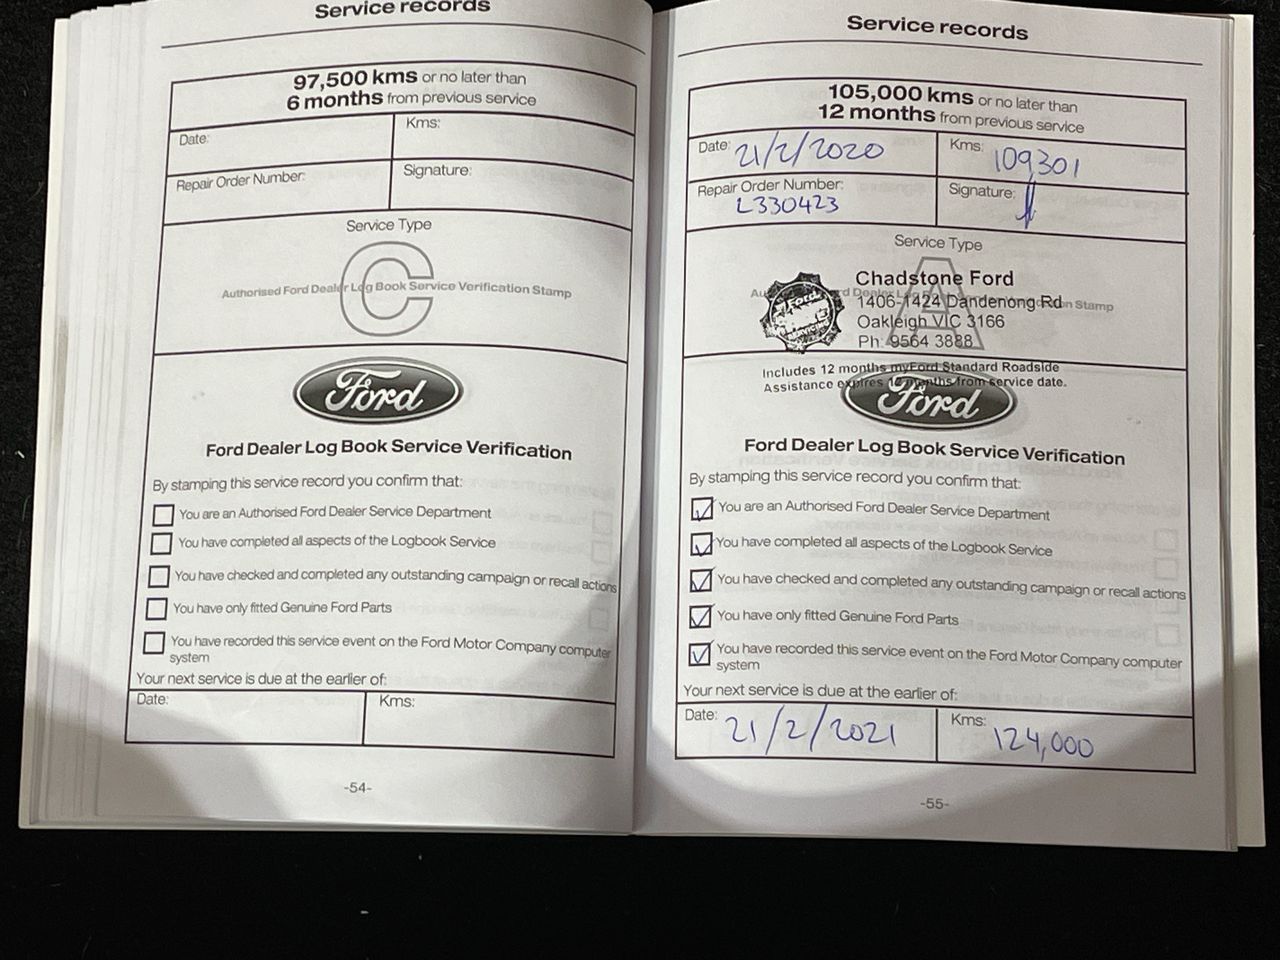 Service records
97,500 kms or no later than
6 months from previous service
Date:
Kms:
Repair Order Number:
Signature:
Service Type
C
Authorised Ford Dealer Log Book Service Verification Stamp
Ford
Ford Dealer Log Book Service Verification
By stamping this service record you confirm that:
You are an Authorised Ford Dealer Service Department
You have completed all aspects of the Logbook Service
You have checked and completed any outstanding campaign or recall actions
You have only fitted Genuine Ford Parts
You have recorded this service event on the Ford Motor Company computer
system
Your next service is due at the earlier of:
Date:
Kms:
-54-
Service records
105,000 kms or no later than
12 months from previous service
Date: 21/2/2020
Kms: 109301
Repair Order Number:
L330423
Signature:
Service Type
A
Chadstone Ford
1406-1424 Dandenong Rd
Stamp
Oakleigh VIC 3166
Ph: 9564 3888
Ford
SERVICING
Includes 12 months myFord Standard Roadside
Assistance expires 12 months from service date.
Ford
Ford Dealer Log Book Service Verification
By stamping this service record you confirm that:
You are an Authorised Ford Dealer Service Department
You have completed all aspects of the Logbook Service
You have checked and completed any outstanding campaign or recall actions
You have only fitted Genuine Ford Parts
You have recorded this service event on the Ford Motor Company computer
system
Your next service is due at the earlier of:
Date: 21/2/2021
Kms: 124,000
-55-